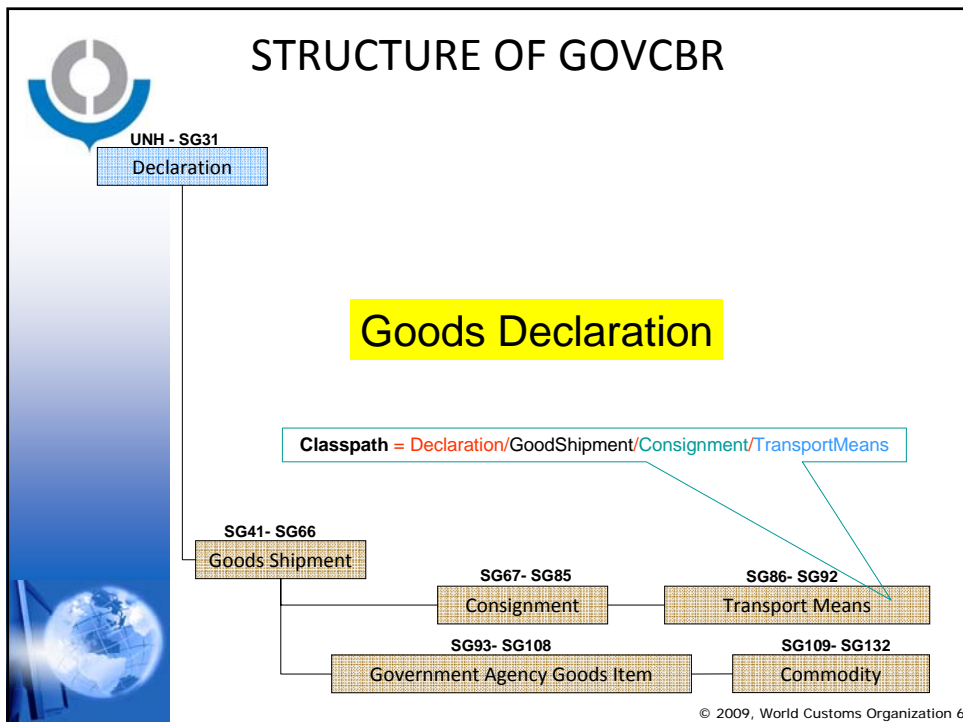 STRUCTURE OF GOVCBR
UNH - SG31
Declaration
Goods Declaration
Classpath = Declaration/GoodShipment/Consignment/TransportMeans
SG41- SG66
Goods Shipment
SG67- SG85
Consignment
SG86- SG92
Transport Means
SG93- SG108
Government Agency Goods Item
SG109- SG132
Commodity
© 2009, World Customs Organization 6